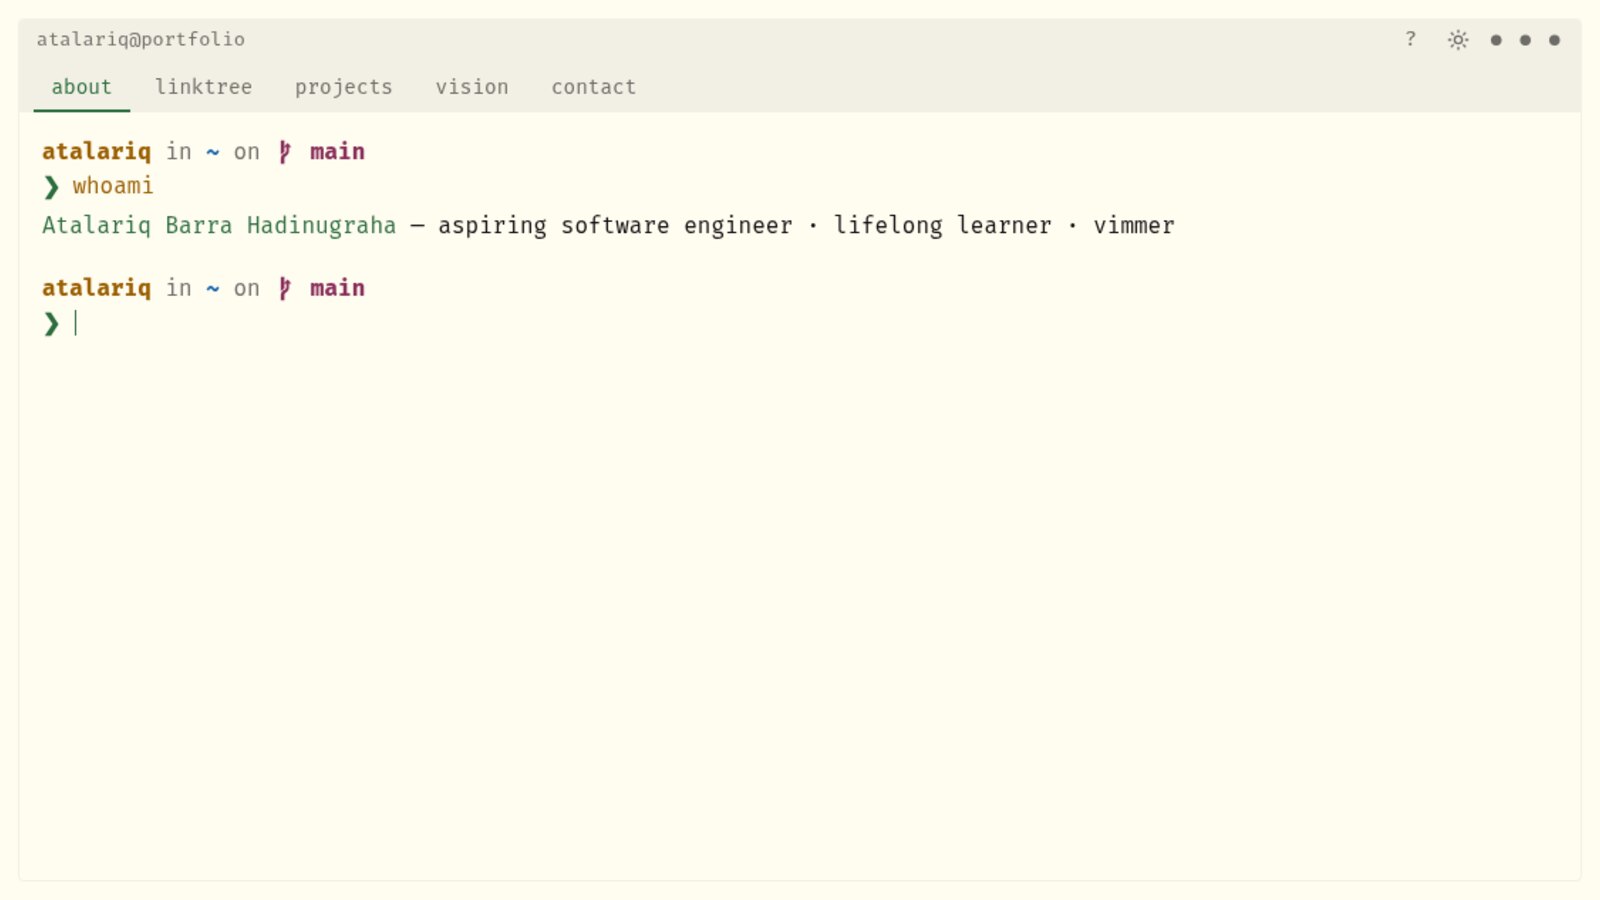 atalariq@portfolio ?
about linktree projects vision contact
atalariq in ~ on main
❯ whoami
Atalariq Barra Hadinugraha — aspiring software engineer · lifelong learner · vimmer
atalariq in ~ on main
❯